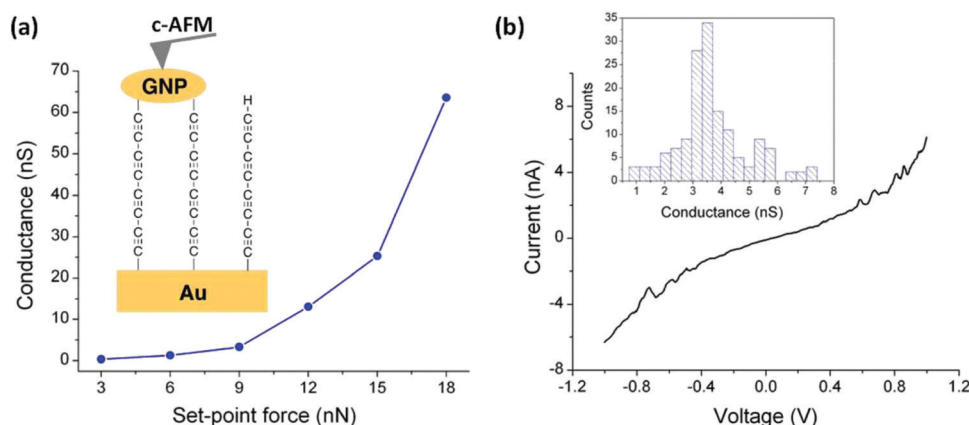 (a)
c-AFM
GNP
H
C≡C-C≡C-C≡C-C≡C
C≡C-C≡C-C≡C-C≡C
C≡C-C≡C-C≡C-C≡C
Au
70
60
50
40
30
20
10
0
Conductance (nS)
3 6 9 12 15 18
Set-point force (nN)
(b)
35
30
25
20
15
10
5
0
Counts
1 2 3 4 5 6 7 8
Conductance (nS)
8
4
0
-4
-8
Current (nA)
-1.2 -0.8 -0.4 0.0 0.4 0.8 1.2
Voltage (V)